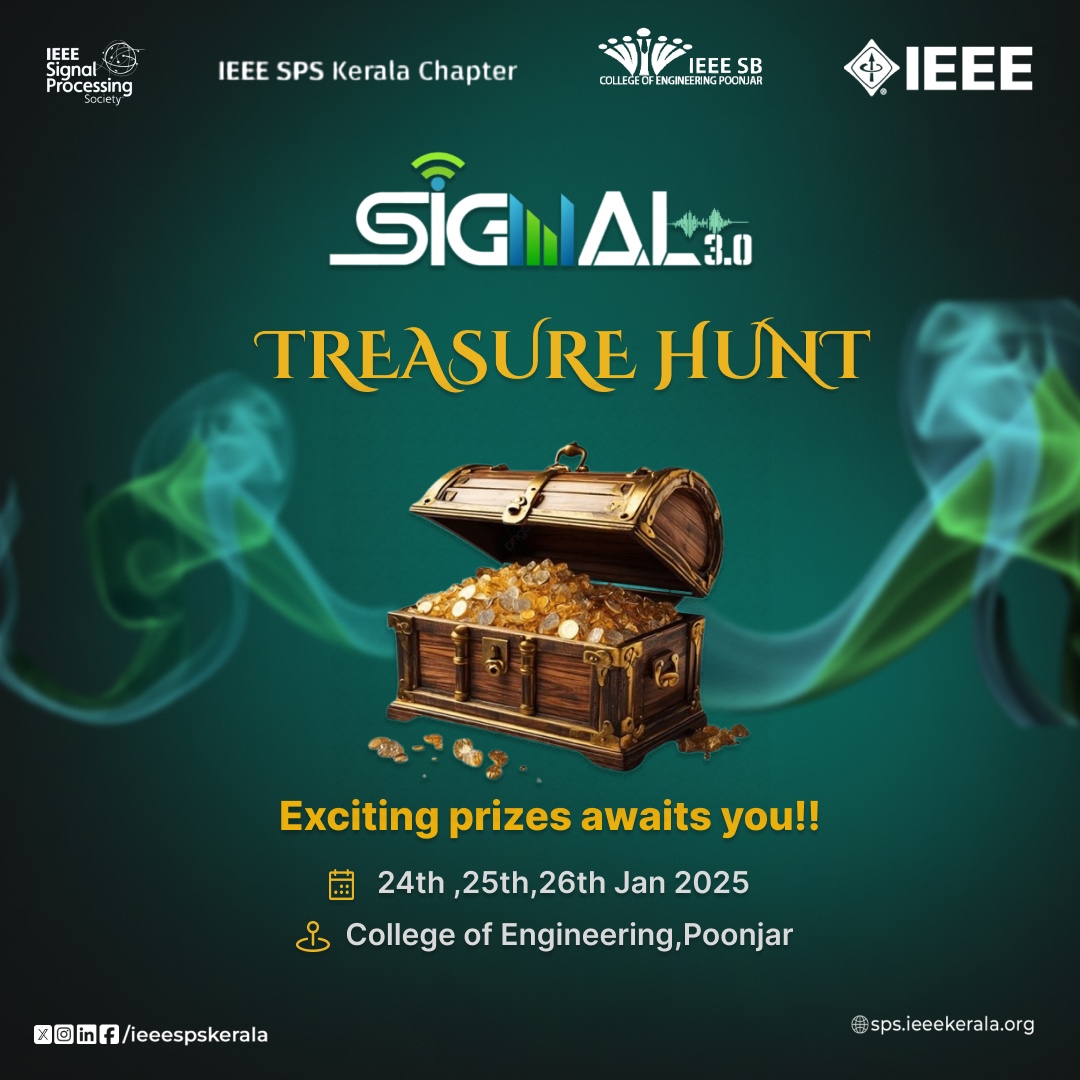 IEEE
Signal
Processing
Society
IEEE SPS Kerala Chapter
IEEE SB
COLLEGE OF ENGINEERING POONJAR
IEEE
SIGNAL 3.0
TREASURE HUNT
Exciting prizes awaits you!!
24th ,25th,26th Jan 2025
College of Engineering,Poonjar
/ieeespskerala
sps.ieeekerala.org